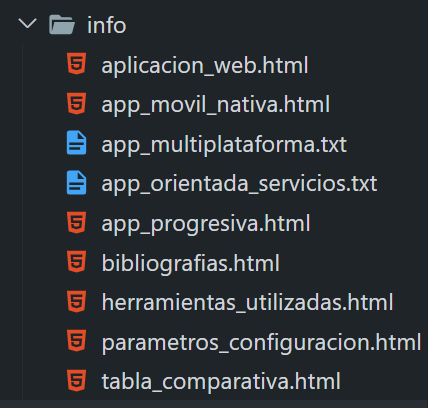 info
aplicacion_web.html
app_movil_nativa.html
app_multiplataforma.txt
app_orientada_servicios.txt
app_progresiva.html
bibliografias.html
herramientas_utilizadas.html
parametros_configuracion.html
tabla_comparativa.html